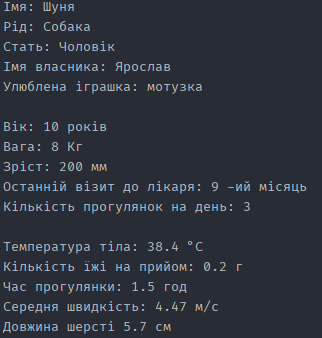 Імя: Шуня
Рід: Собака
Стать: Чоловік
Імя власника: Ярослав
Улюблена іграшка: мотузка
Вік: 10 років
Вага: 8 Кг
Зріст: 200 мм
Останній візит до лікаря: 9 -ий місяць
Кількість прогулянок на день: 3
Температура тіла: 38.4 °C
Кількість їжі на прийом: 0.2 г
Час прогулянки: 1.5 год
Середня швидкість: 4.47 м/с
Довжина шерсті 5.7 см